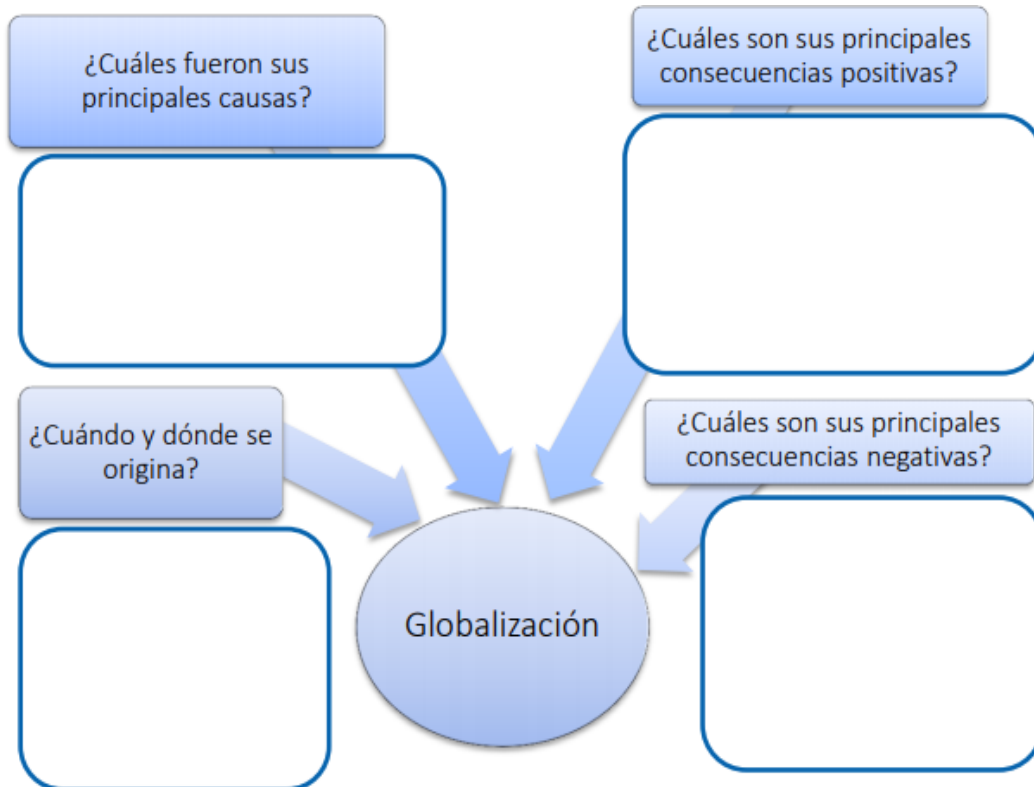 ¿Cuáles fueron sus
principales causas?
¿Cuáles son sus principales
consecuencias positivas?
¿Cuándo y dónde se
origina?
¿Cuáles son sus principales
consecuencias negativas?
Globalización